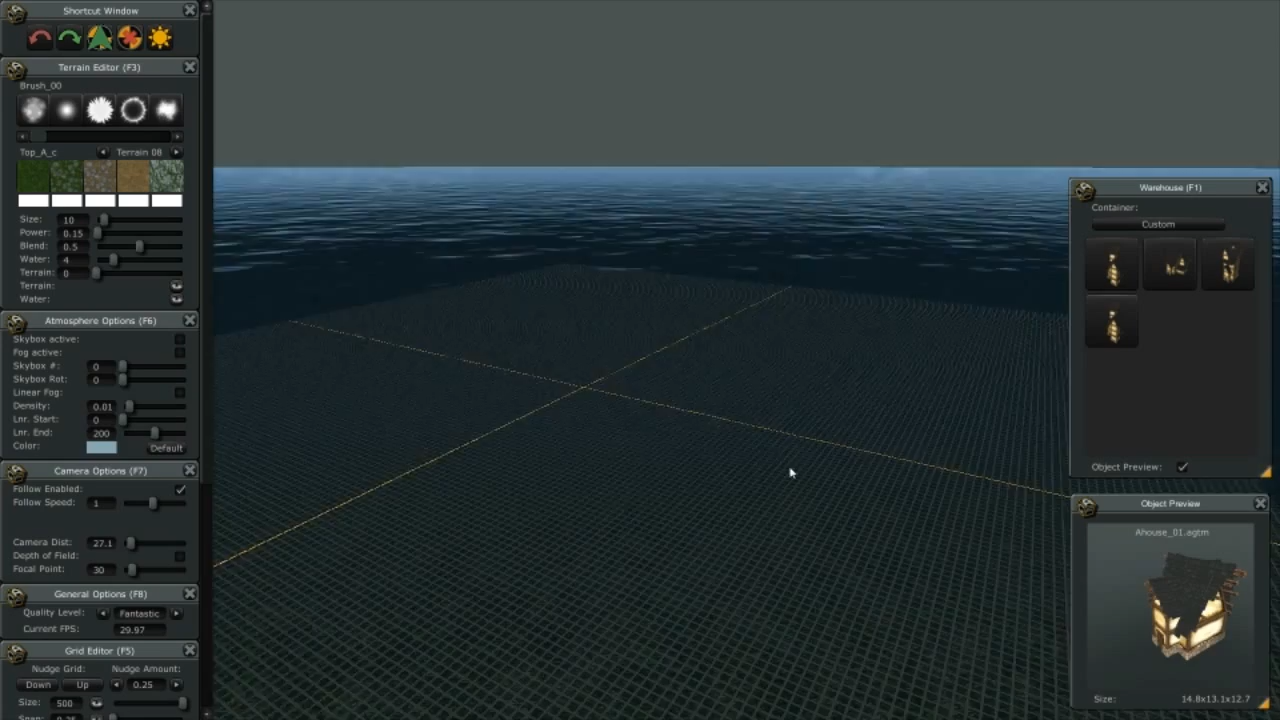 Shortcut Window
Terrain Editor (F3)
Brush_00
Top_A_c Terrain 08
Size: 10
Power: 0.15
Blend: 0.5
Water: 4
Terrain: 0
Terrain:
Water:
Atmosphere Options (F6)
Skybox active:
Fog active:
Skybox #: 0
Skybox Rot: 0
Linear Fog:
Density: 0.01
Lnr. Start: 0
Lnr. End: 200
Color: Default
Camera Options (F7)
Follow Enabled:
Follow Speed: 1
Camera Dist: 27.1
Depth of Field:
Focal Point: 30
General Options (F8)
Quality Level: Fantastic
Current FPS: 29.97
Grid Editor (F5)
Nudge Grid: Nudge Amount:
Down Up 0.25
Size: 500
Snap: 0.25
Warehouse (F1)
Container:
Custom
Object Preview:
Object Preview
Ahouse_01.agtm
Size: 14.8x13.1x12.7